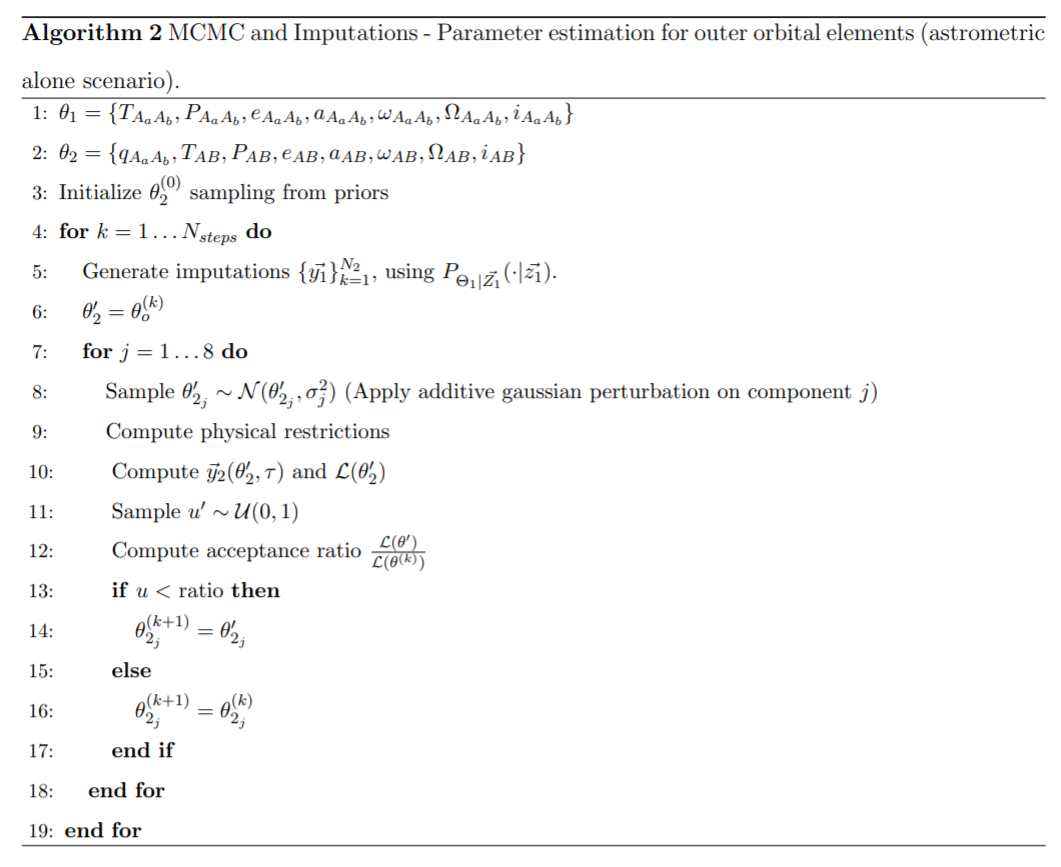 Algorithm 2 MCMC and Imputations - Parameter estimation for outer orbital elements (astrometric
alone scenario).
1: $\theta_1 = \{T_{A_aA_b}, P_{A_aA_b}, e_{A_aA_b}, a_{A_aA_b}, \omega_{A_aA_b}, \Omega_{A_aA_b}, i_{A_aA_b}\}$
2: $\theta_2 = \{q_{A_aA_b}, T_{AB}, P_{AB}, e_{AB}, a_{AB}, \omega_{AB}, \Omega_{AB}, i_{AB}\}$
3: Initialize $\theta_2^{(0)}$ sampling from priors
4: for $k = 1 \ldots N_{steps}$ do
5: Generate imputations $\{\vec{y_1}\}_{k=1}^{N_2}$, using $P_{\Theta_1|\vec{Z_1}}(\cdot|\vec{z_1})$.
6: $\theta_2' = \theta_o^{(k)}$
7: for $j = 1 \ldots 8$ do
8: Sample $\theta_{2_j}' \sim \mathcal{N}(\theta_{2_j}', \sigma_j^2)$ (Apply additive gaussian perturbation on component $j$)
9: Compute physical restrictions
10: Compute $\vec{y}_2(\theta_2', \tau)$ and $\mathcal{L}(\theta_2')$
11: Sample $u' \sim \mathcal{U}(0, 1)$
12: Compute acceptance ratio $\frac{\mathcal{L}(\theta')}{\mathcal{L}(\theta^{(k)})}$
13: if $u <$ ratio then
14: $\theta_{2_j}^{(k+1)} = \theta_{2_j}'$
15: else
16: $\theta_{2_j}^{(k+1)} = \theta_{2_j}^{(k)}$
17: end if
18: end for
19: end for